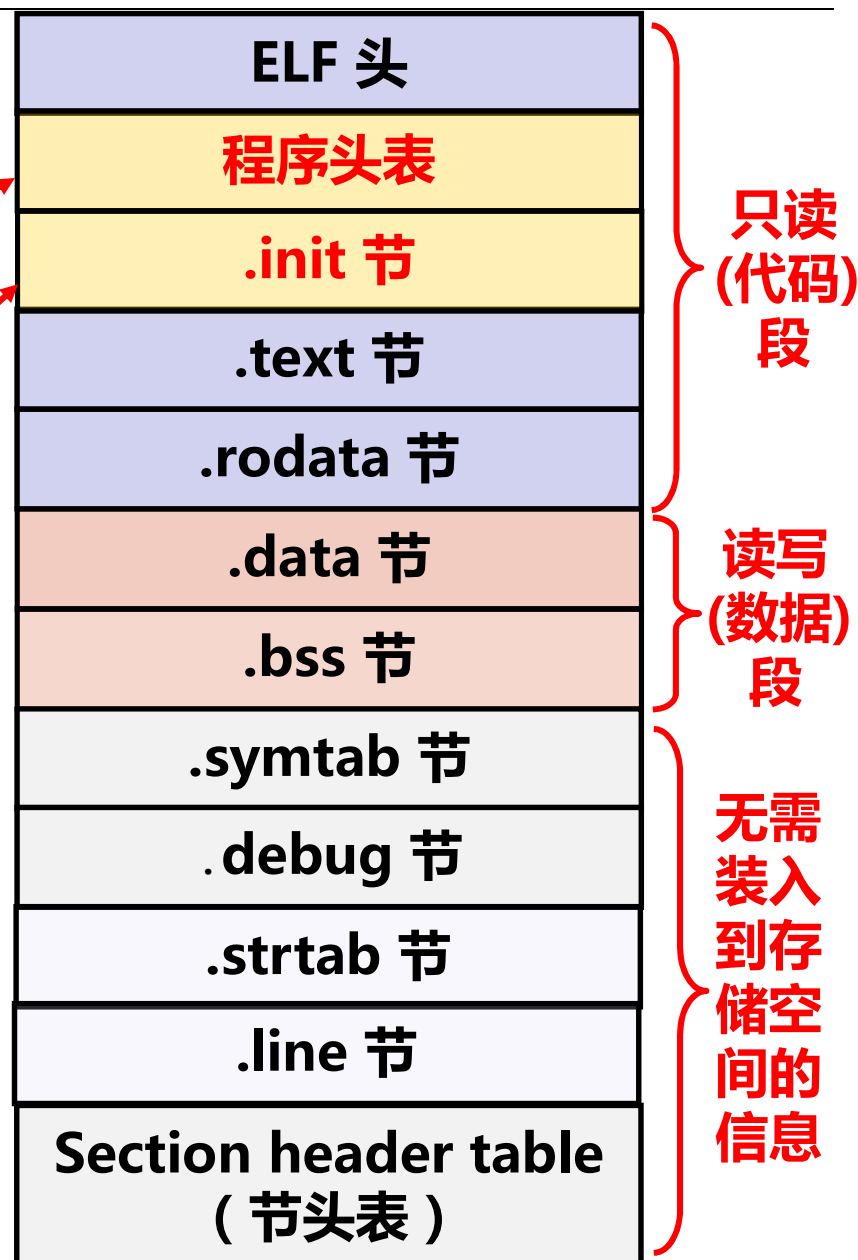 ELF 头
程序头表
.init 节
.text 节
.rodata 节
只读
(代码)
段
.data 节
.bss 节
读写
(数据)
段
.symtab 节
. debug 节
.strtab 节
.line 节
Section header table
( 节头表 )
无需
装入
到存
储空
间的
信息